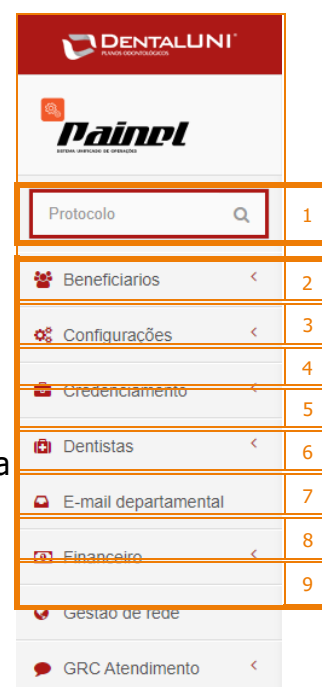 DENTALUNI
PLANOS ODONTOLÓGICOS
Painel
SISTEMA UNIFICADO DE OPERAÇÕES
Protocolo
1
Beneficiarios
2
Configurações
3
4
Credenciamento
5
Dentistas
6
a
E-mail departamental
7
Financeiro
8
9
Gestão de rede
GRC Atendimento